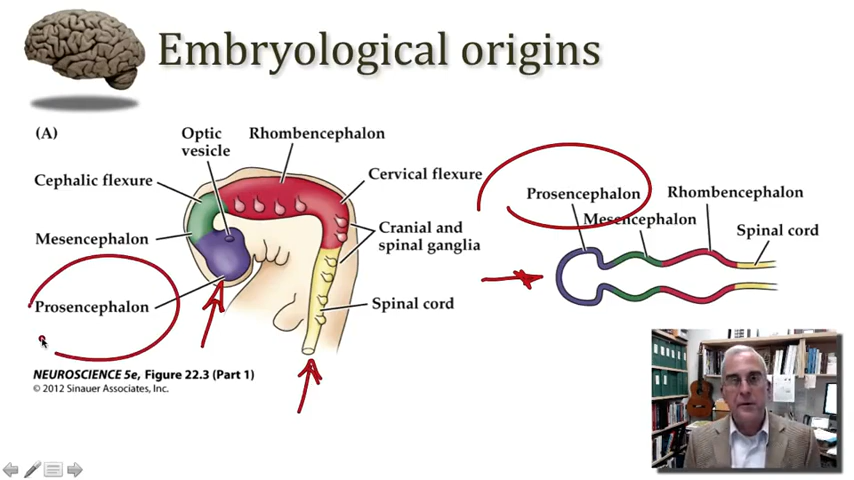 Embryological origins
(A)
Optic
vesicle
Rhombencephalon
Cephalic flexure
Cervical flexure
Mesencephalon
Cranial and
spinal ganglia
Prosencephalon
Spinal cord
Prosencephalon
Rhombencephalon
Mesencephalon
Spinal cord
NEUROSCIENCE 5e, Figure 22.3 (Part 1)
© 2012 Sinauer Associates, Inc.